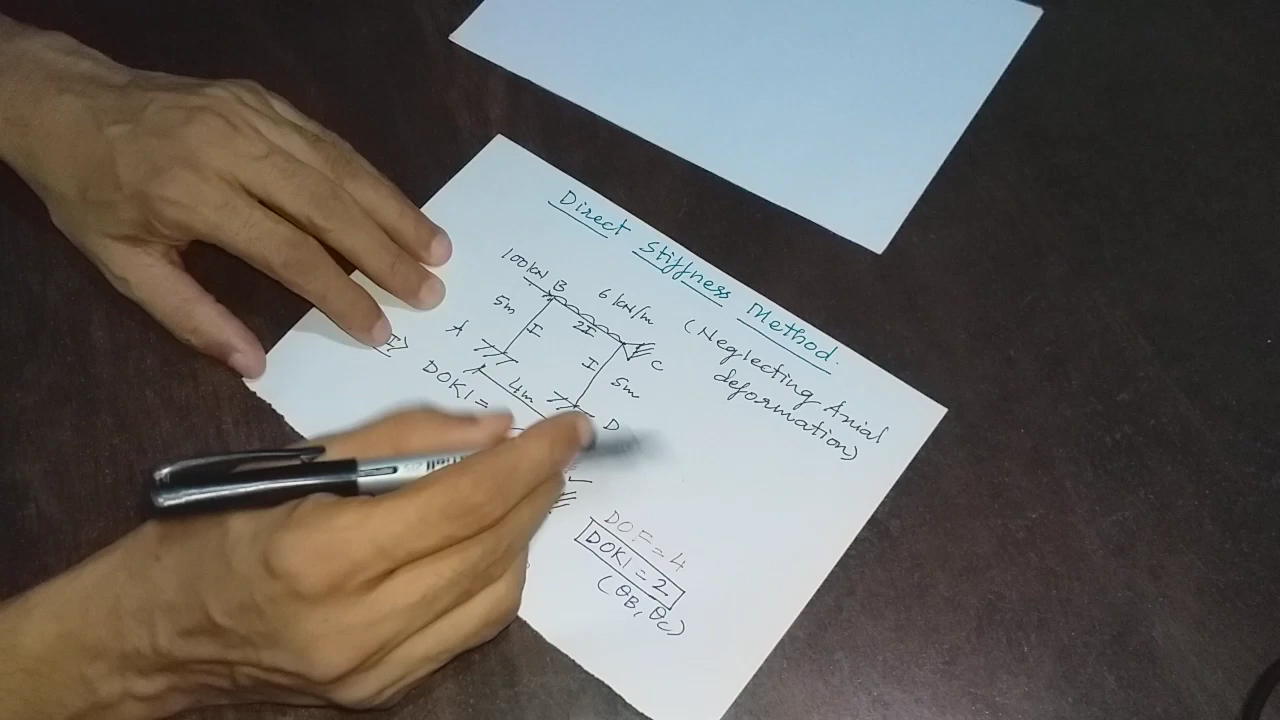 Direct Stiffness Method.
(Neglecting Axial
deformation)
100kN B
6 kN/m
5m
I
2I
A
I
5m
C
4m
D
DOKI =
DOF = 4
DOKI = 2
(θB, θC)